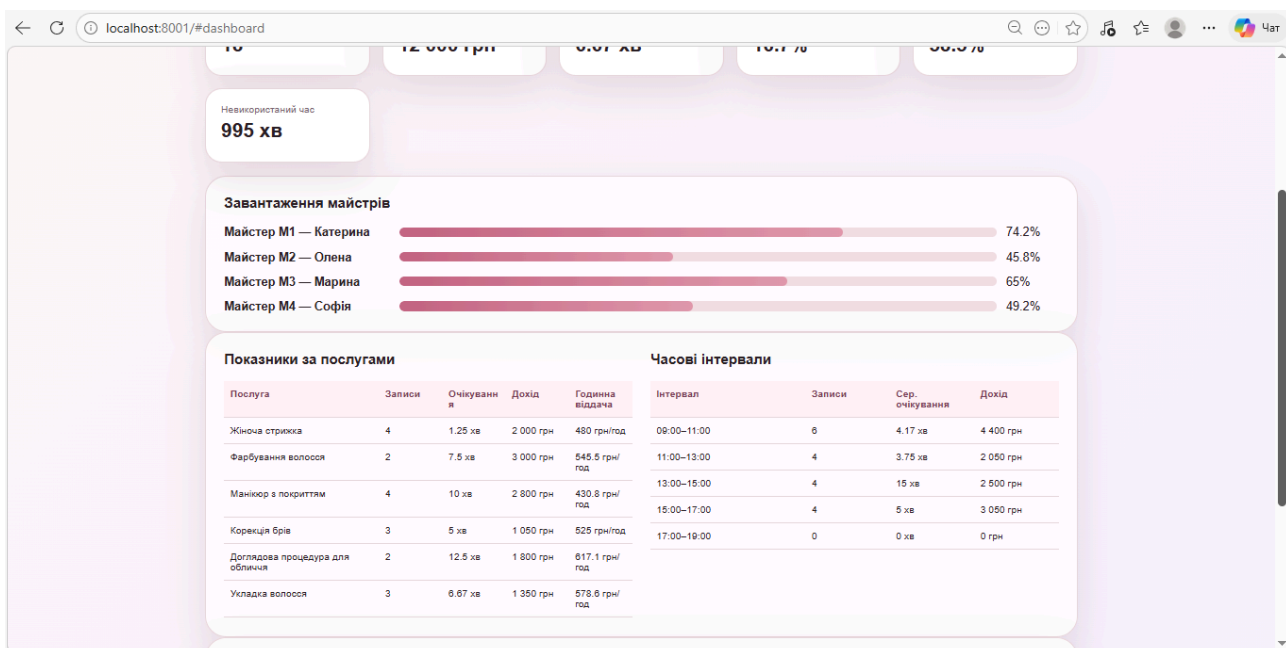 localhost:8001/#dashboard
Чат
12 000 грн
Невикористаний час
995 хв
Завантаження майстрів
Майстер М1 — Катерина 74.2%
Майстер М2 — Олена 45.8%
Майстер М3 — Марина 65%
Майстер М4 — Софія 49.2%
Показники за послугами
Послуга Записи Очікуванн Дохід Годинна
я віддача
Жіноча стрижка 4 1.25 хв 2 000 грн 480 грн/год
Фарбування волосся 2 7.5 хв 3 000 грн 545.5 грн/
год
Манікюр з покриттям 4 10 хв 2 800 грн 430.8 грн/
год
Корекція брів 3 5 хв 1 050 грн 525 грн/год
Доглядова процедура для 2 12.5 хв 1 800 грн 617.1 грн/
обличчя год
Укладка волосся 3 6.67 хв 1 350 грн 578.6 грн/
год
Часові інтервали
Інтервал Записи Сер. Дохід
очікування
09:00–11:00 6 4.17 хв 4 400 грн
11:00–13:00 4 3.75 хв 2 050 грн
13:00–15:00 4 15 хв 2 500 грн
15:00–17:00 4 5 хв 3 050 грн
17:00–19:00 0 0 хв 0 грн